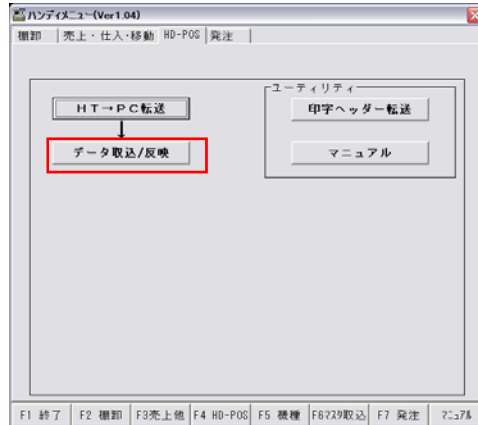 ハンディメニュー(Ver1.04)
棚卸 売上・仕入・移動 HD-POS 発注
HT→PC転送
データ取込/反映
ユーティリティ
印字ヘッダー転送
マニュアル
F1 終了 F2 棚卸 F3売上他 F4 HD-POS F5 機種 F6マスタ取込 F7 発注 マニュアル